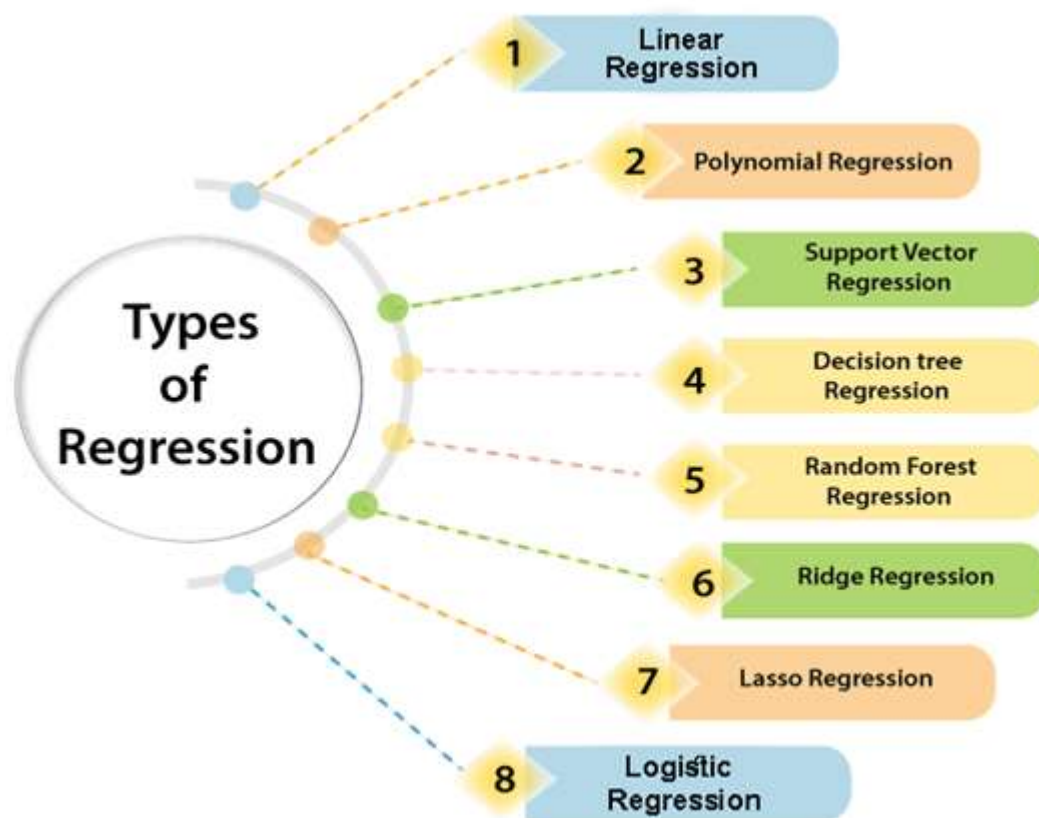 Types
of
Regression
1
Linear
Regression
2
Polynomial Regression
3
Support Vector
Regression
4
Decision tree
Regression
5
Random Forest
Regression
6
Ridge Regression
7
Lasso Regression
8
Logistic
Regression